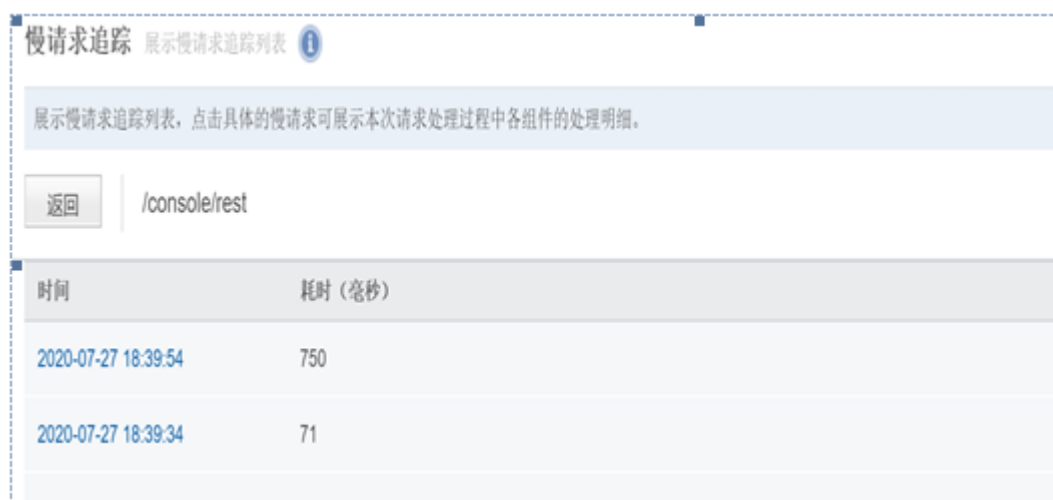 慢请求追踪 展示慢请求追踪列表
展示慢请求追踪列表，点击具体的慢请求可展示本次请求处理过程中各组件的处理明细。
返回 /console/rest
时间 耗时（毫秒）
2020-07-27 18:39:54 750
2020-07-27 18:39:34 71